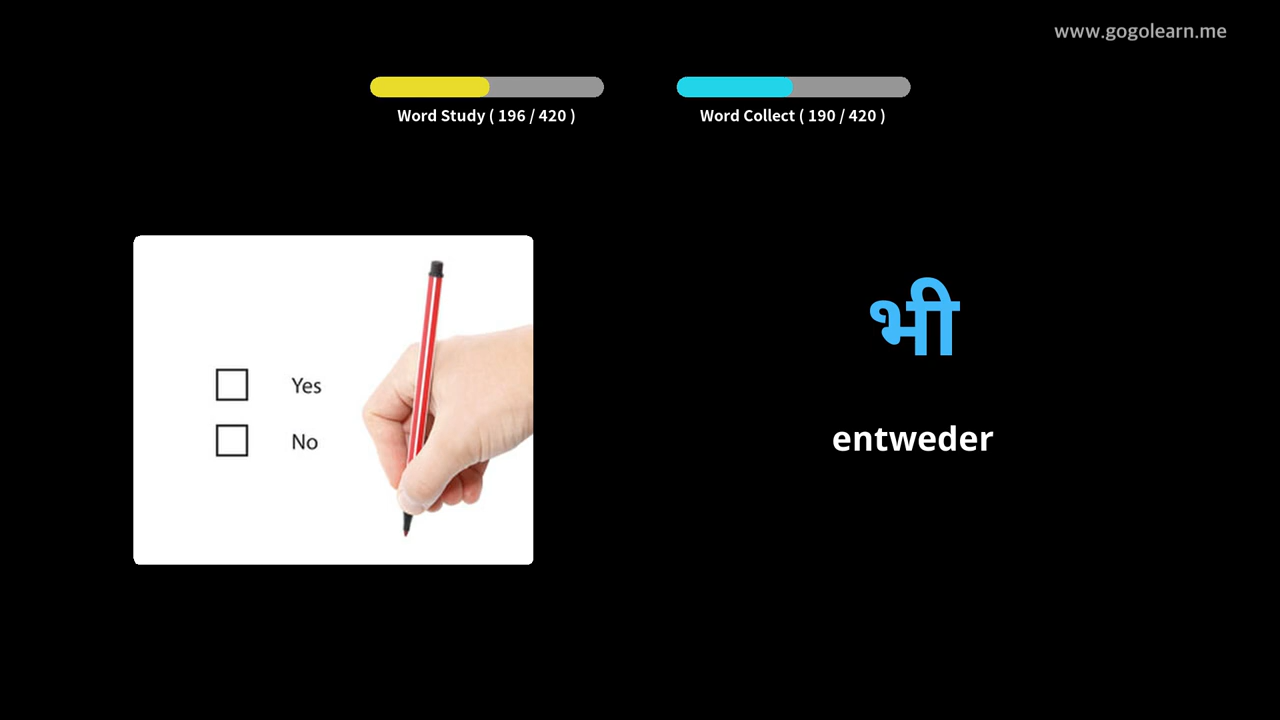 www.gogolearn.me
Word Study ( 196 / 420 )
Word Collect ( 190 / 420 )
Yes
No
भी
entweder